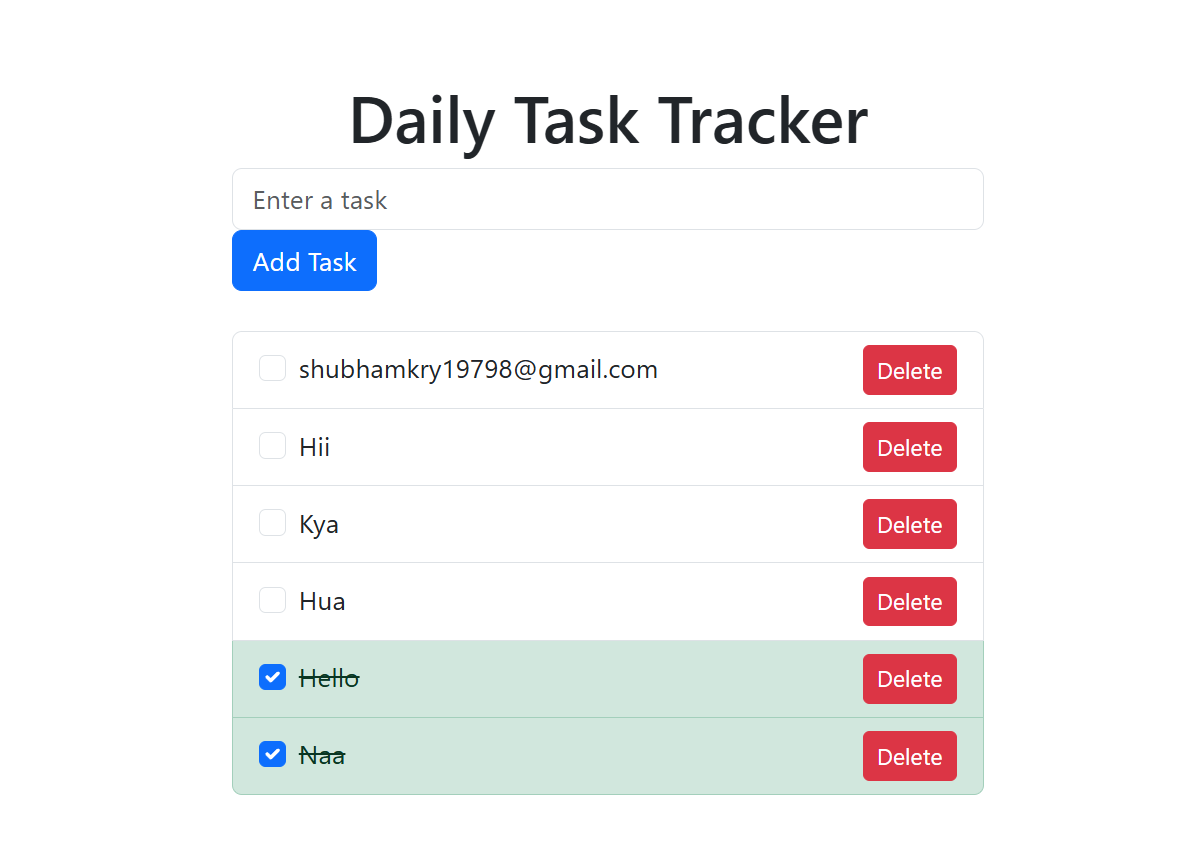 Daily Task Tracker
Enter a task
Add Task
shubhamkry19798@gmail.com Delete
Hii Delete
Kya Delete
Hua Delete
Hello Delete
Naa Delete